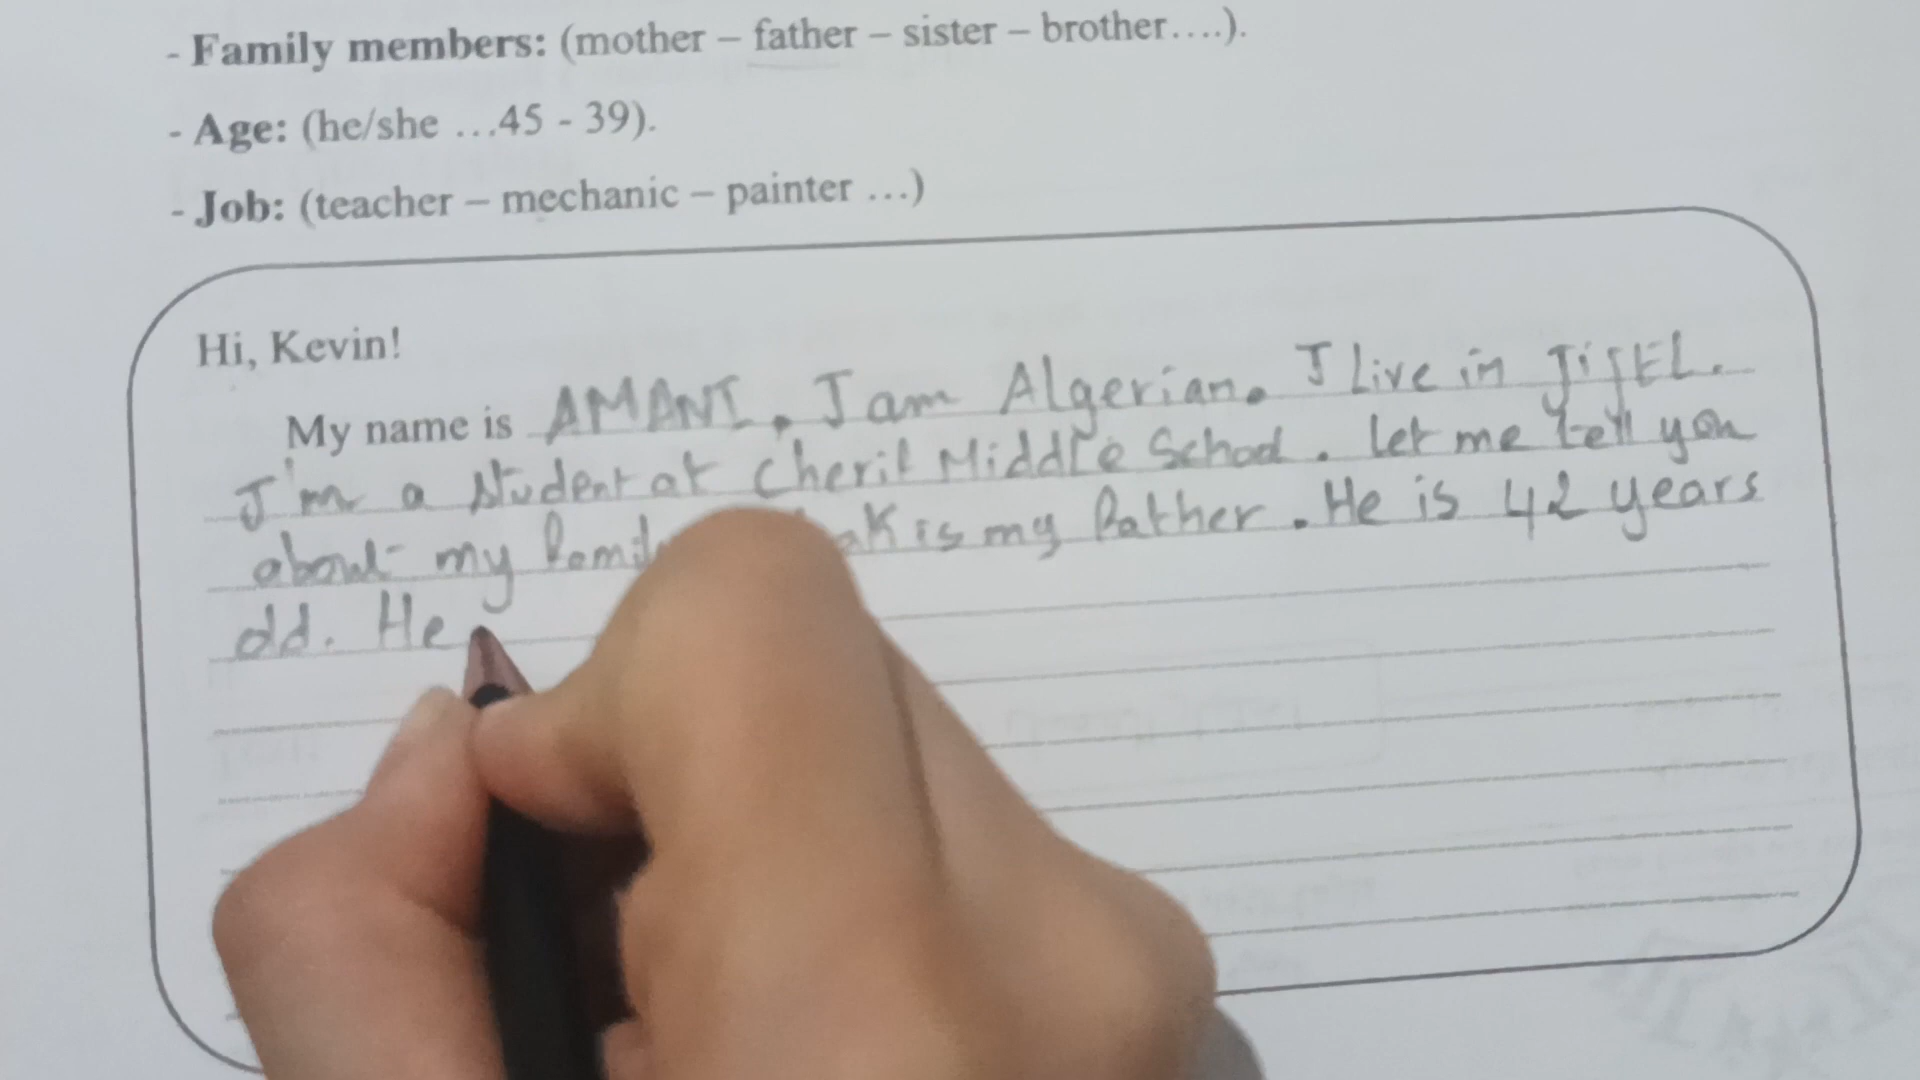 - Family members: (mother – father – sister – brother….).
- Age: (he/she …45 - 39).
- Job: (teacher – mechanic – painter …)
Hi, Kevin!
My name is AMANI. I am Algerian. I Live in JiJEL.
I'm a student at Cherif Middle School. let me tell you
about my is my father. He is 42 years
old. He